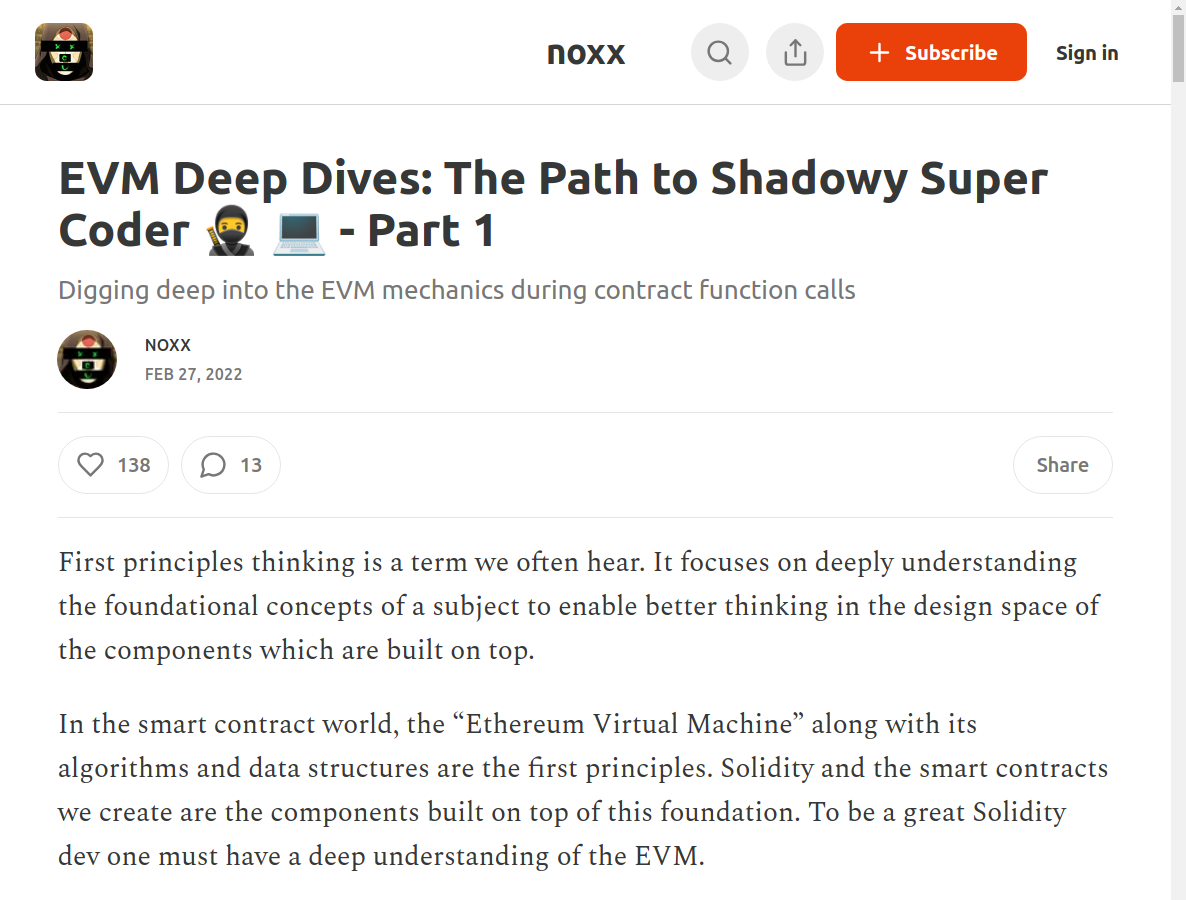 noxx
Subscribe
Sign in
EVM Deep Dives: The Path to Shadowy Super
Coder 🥷 💻 - Part 1
Digging deep into the EVM mechanics during contract function calls
NOXX
FEB 27, 2022
138
13
Share
First principles thinking is a term we often hear. It focuses on deeply understanding
the foundational concepts of a subject to enable better thinking in the design space of
the components which are built on top.
In the smart contract world, the “Ethereum Virtual Machine” along with its
algorithms and data structures are the first principles. Solidity and the smart contracts
we create are the components built on top of this foundation. To be a great Solidity
dev one must have a deep understanding of the EVM.